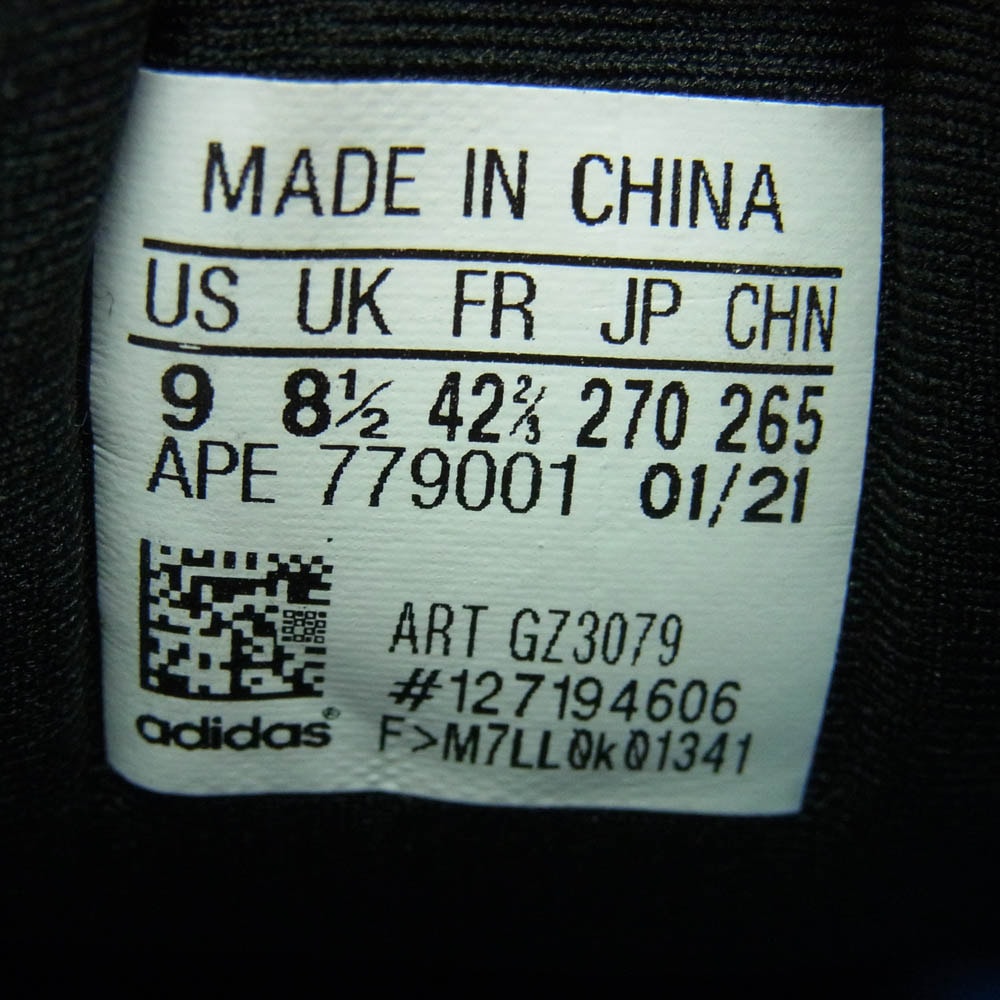 MADE IN CHINA
US UK FR JP CHN
9 8½ 42⅔ 270 265
APE 779001 01/21
ART GZ3079
#127194606
adidas®
F>M7LL0k01341